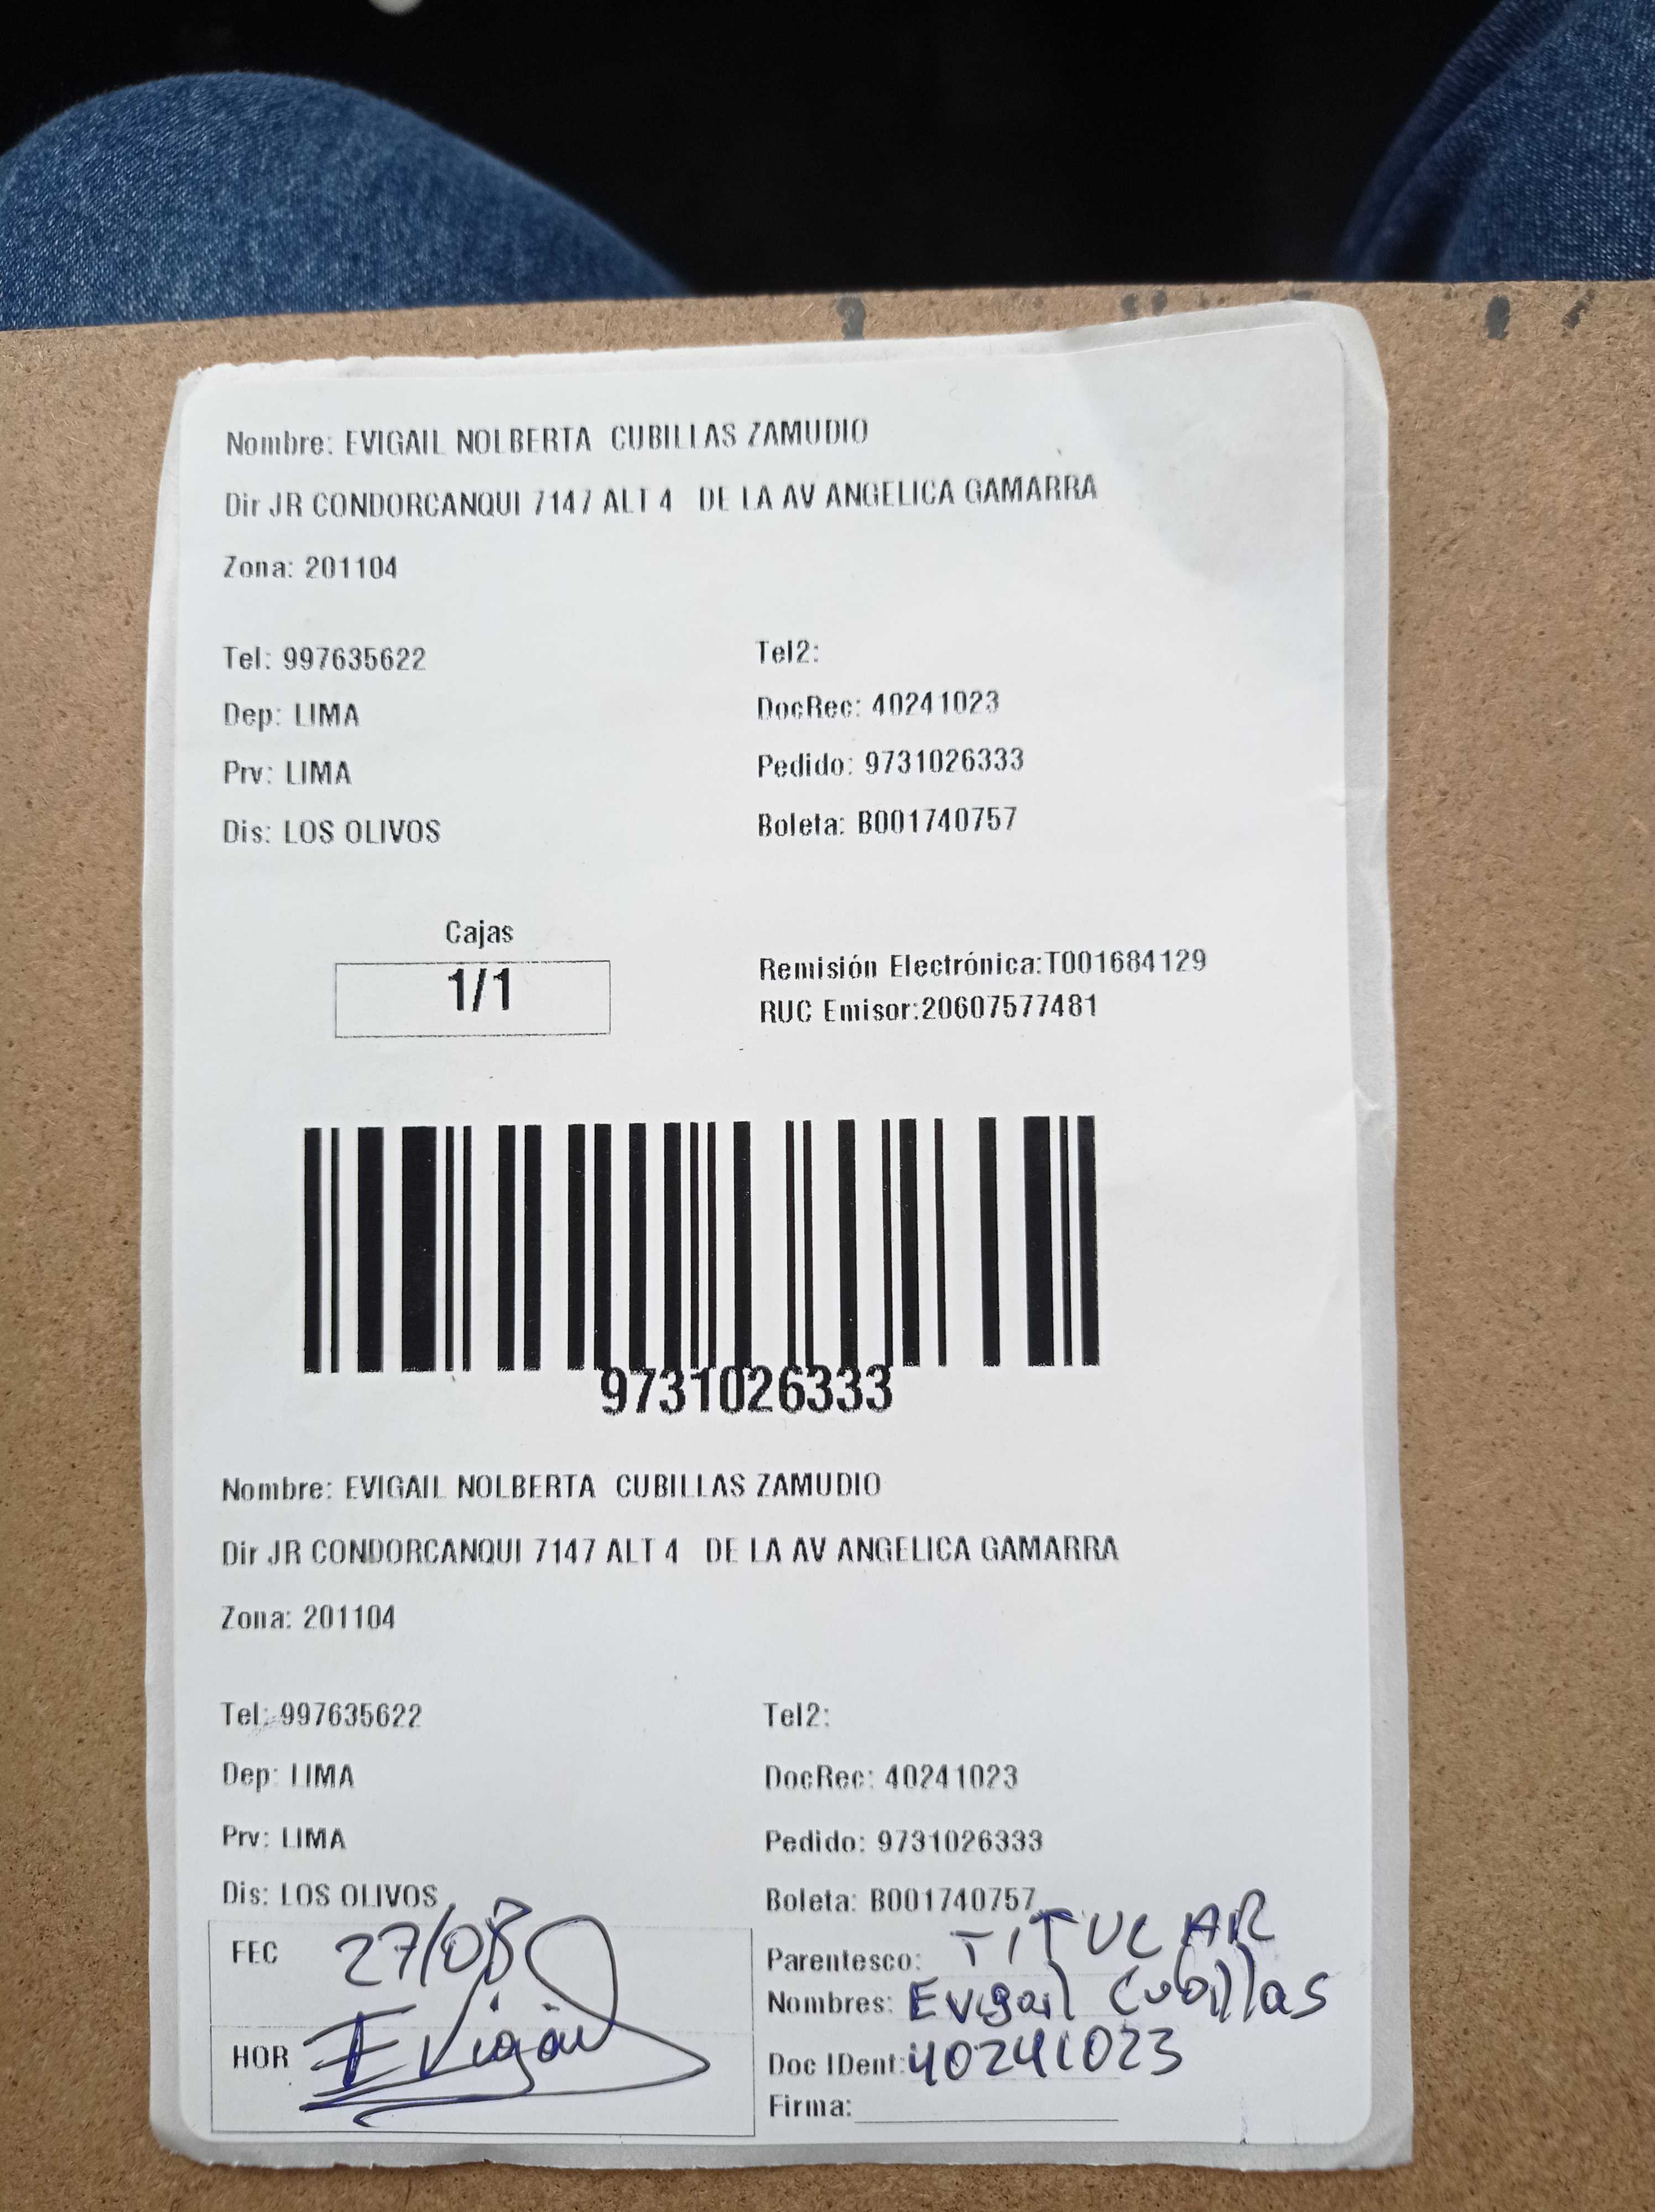 Nombre: EVIGAIL NOLBERTA CUBILLAS ZAMUDIO
Dir JR CONDORCANQUI 7147 ALT 4 DE LA AV ANGELICA GAMARRA
Zona: 201104
Tel: 997635622
Tel2:
Dep: LIMA
DocRec: 40241023
Prv: LIMA
Pedido: 9731026333
Dis: LOS OLIVOS
Boleta: B001740757
Cajas
1/1
Remisión Electrónica:T001684129
RUC Emisor:20607577481
9731026333
Nombre: EVIGAIL NOLBERTA CUBILLAS ZAMUDIO
Dir JR CONDORCANQUI 7147 ALT 4 DE LA AV ANGELICA GAMARRA
Zona: 201104
Tel: 997635622
Tel2:
Dep: LIMA
DocRec: 40241023
Prv: LIMA
Pedido: 9731026333
Dis: LOS OLIVOS
Boleta: B001740757
FEC 27/08
Parentesco: TITULAR
Nombres: Evigail Cubillas
HOR Evigail
Doc IDent: 40241023
Firma: